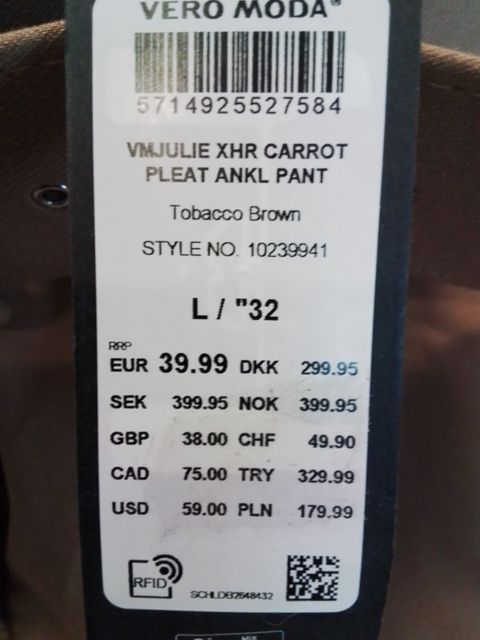 VERO MODA®
5714925527584
VMJULIE XHR CARROT
PLEAT ANKL PANT
Tobacco Brown
STYLE NO. 10239941
L / "32
RRP
EUR 39.99 DKK 299.95
SEK 399.95 NOK 399.95
GBP 38.00 CHF 49.90
CAD 75.00 TRY 329.99
USD 59.00 PLN 179.99
RFID
SCHLDB2648432
MIX